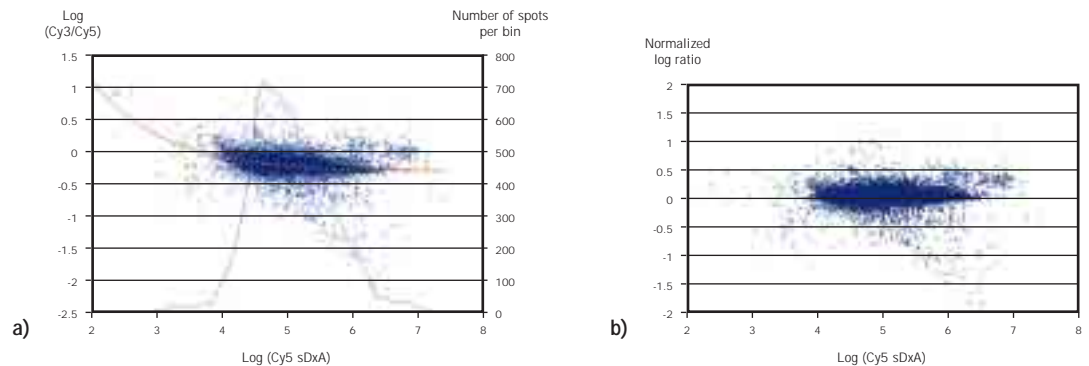 Log
(Cy3/Cy5)
Number of spots
per bin
1.5
1
0.5
0
-0.5
-1
-1.5
-2
-2.5
800
700
600
500
400
300
200
100
0
2 3 4 5 6 7 8
Log (Cy5 sDxA)
a)
Normalized
log ratio
2
1.5
1
0.5
0
-0.5
-1
-1.5
-2
2 3 4 5 6 7 8
Log (Cy5 sDxA)
b)